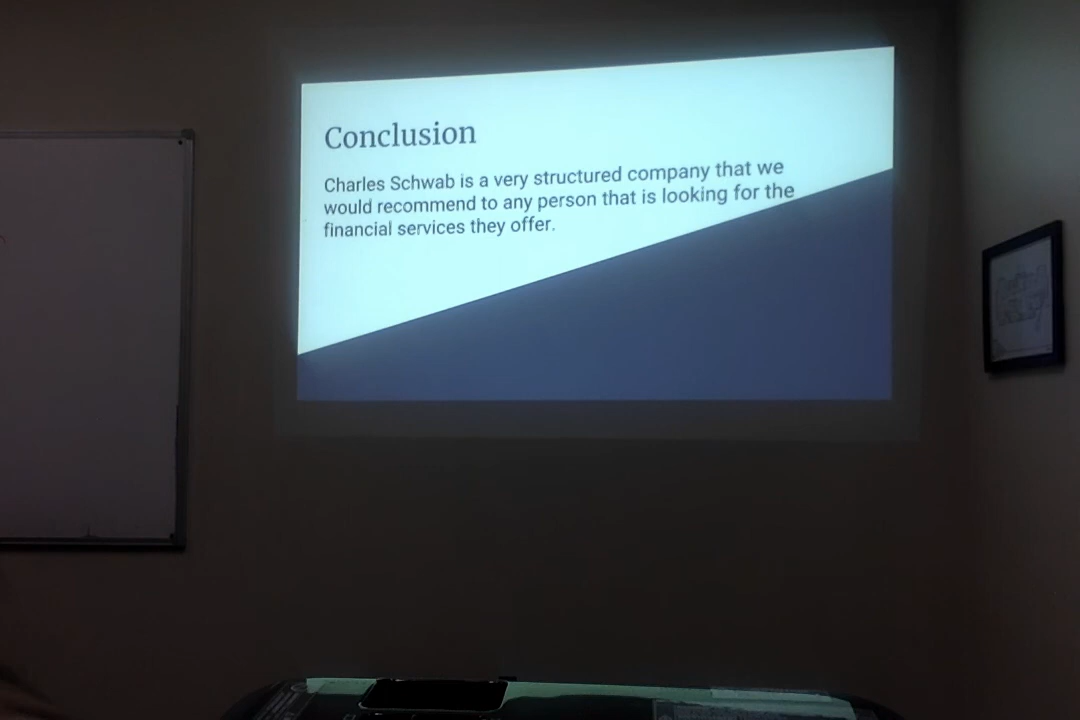 Conclusion
Charles Schwab is a very structured company that we
would recommend to any person that is looking for the
financial services they offer.